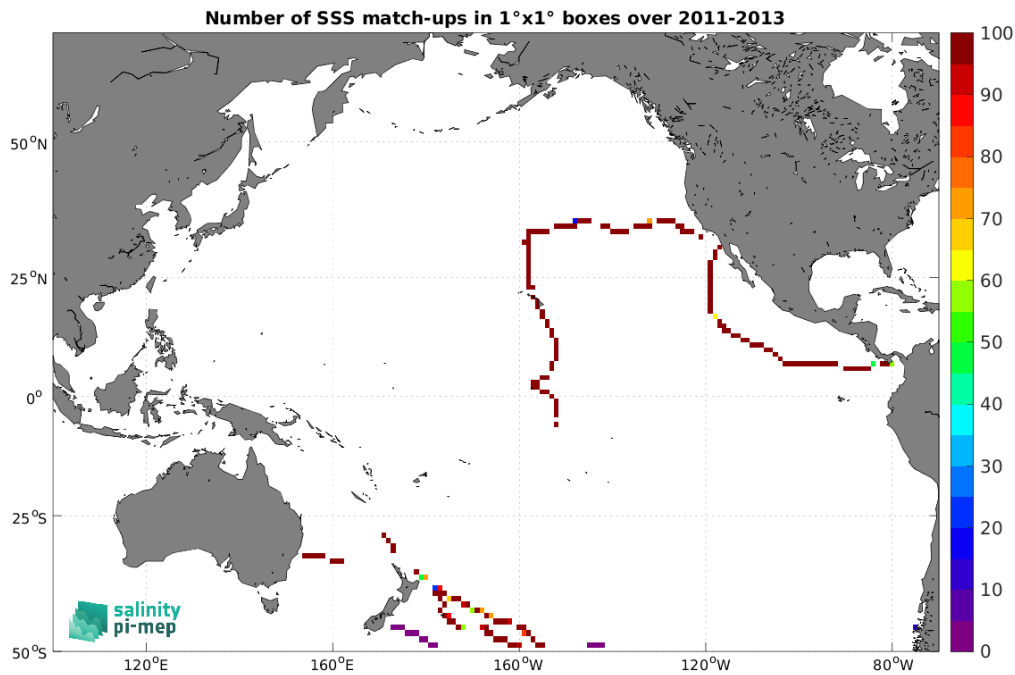 Number of SSS match-ups in 1°x1° boxes over 2011-2013
100
90
80
70
60
50
40
30
20
10
0
50°N
25°N
0°
25°S
50°S
120°E
160°E
160°W
120°W
80°W
salinity
pi-mep